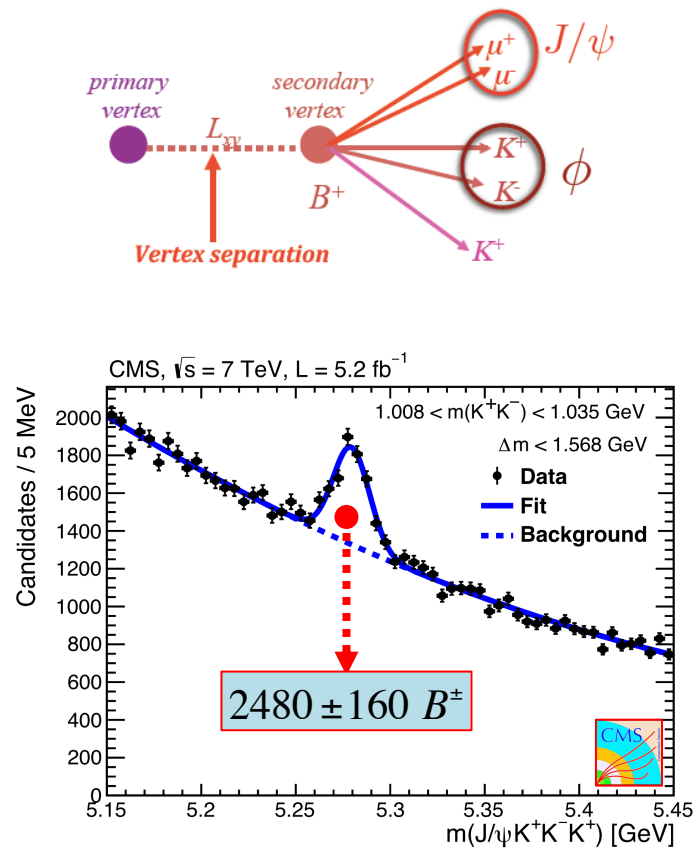 μ⁺ J/ψ
μ⁻
primary vertex
secondary vertex
L_xy
K⁺
K⁻
ϕ
B⁺
Vertex separation
K⁺
CMS, √s = 7 TeV, L = 5.2 fb⁻¹
Candidates / 5 MeV
1.008 < m(K⁺K⁻) < 1.035 GeV
Δm < 1.568 GeV
Data
Fit
Background
2000
1800
1600
1400
1200
1000
800
600
400
200
0
2480 ± 160 B±
CMS
5.15 5.2 5.25 5.3 5.35 5.4 5.45
m(J/ψK⁺K⁻K⁺) [GeV]